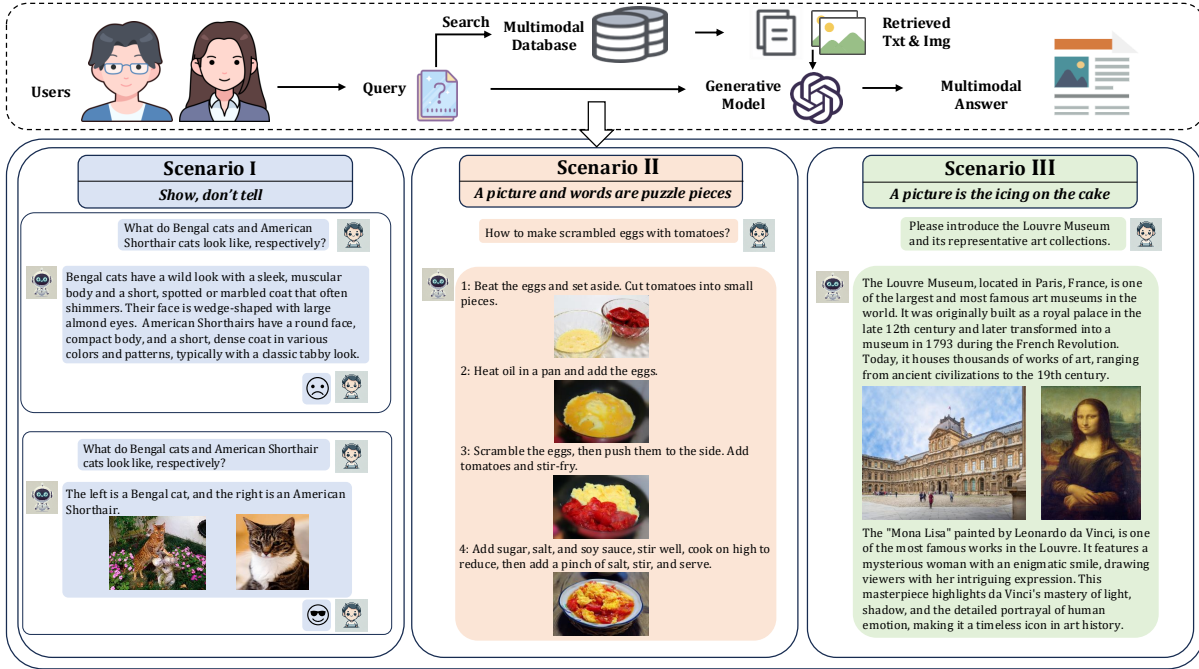 Users
Query
Search
Multimodal
Database
Retrieved
Txt & Img
Generative
Model
Multimodal
Answer
Scenario I
Show, don't tell
What do Bengal cats and American
Shorthair cats look like, respectively?
Bengal cats have a wild look with a sleek, muscular
body and a short, spotted or marbled coat that often
shimmers. Their face is wedge-shaped with large
almond eyes. American Shorthairs have a round face,
compact body, and a short, dense coat in various
colors and patterns, typically with a classic tabby look.
What do Bengal cats and American Shorthair
cats look like, respectively?
The left is a Bengal cat, and the right is an American
Shorthair.
Scenario II
A picture and words are puzzle pieces
How to make scrambled eggs with tomatoes?
1: Beat the eggs and set aside. Cut tomatoes into small
pieces.
2: Heat oil in a pan and add the eggs.
3: Scramble the eggs, then push them to the side. Add
tomatoes and stir-fry.
4: Add sugar, salt, and soy sauce, stir well, cook on high to
reduce, then add a pinch of salt, stir, and serve.
Scenario III
A picture is the icing on the cake
Please introduce the Louvre Museum
and its representative art collections.
The Louvre Museum, located in Paris, France, is one
of the largest and most famous art museums in the
world. It was originally built as a royal palace in the
late 12th century and later transformed into a
museum in 1793 during the French Revolution.
Today, it houses thousands of works of art, ranging
from ancient civilizations to the 19th century.
The "Mona Lisa" painted by Leonardo da Vinci, is one
of the most famous works in the Louvre. It features a
mysterious woman with an enigmatic smile, drawing
viewers with her intriguing expression. This
masterpiece highlights da Vinci's mastery of light,
shadow, and the detailed portrayal of human
emotion, making it a timeless icon in art history.